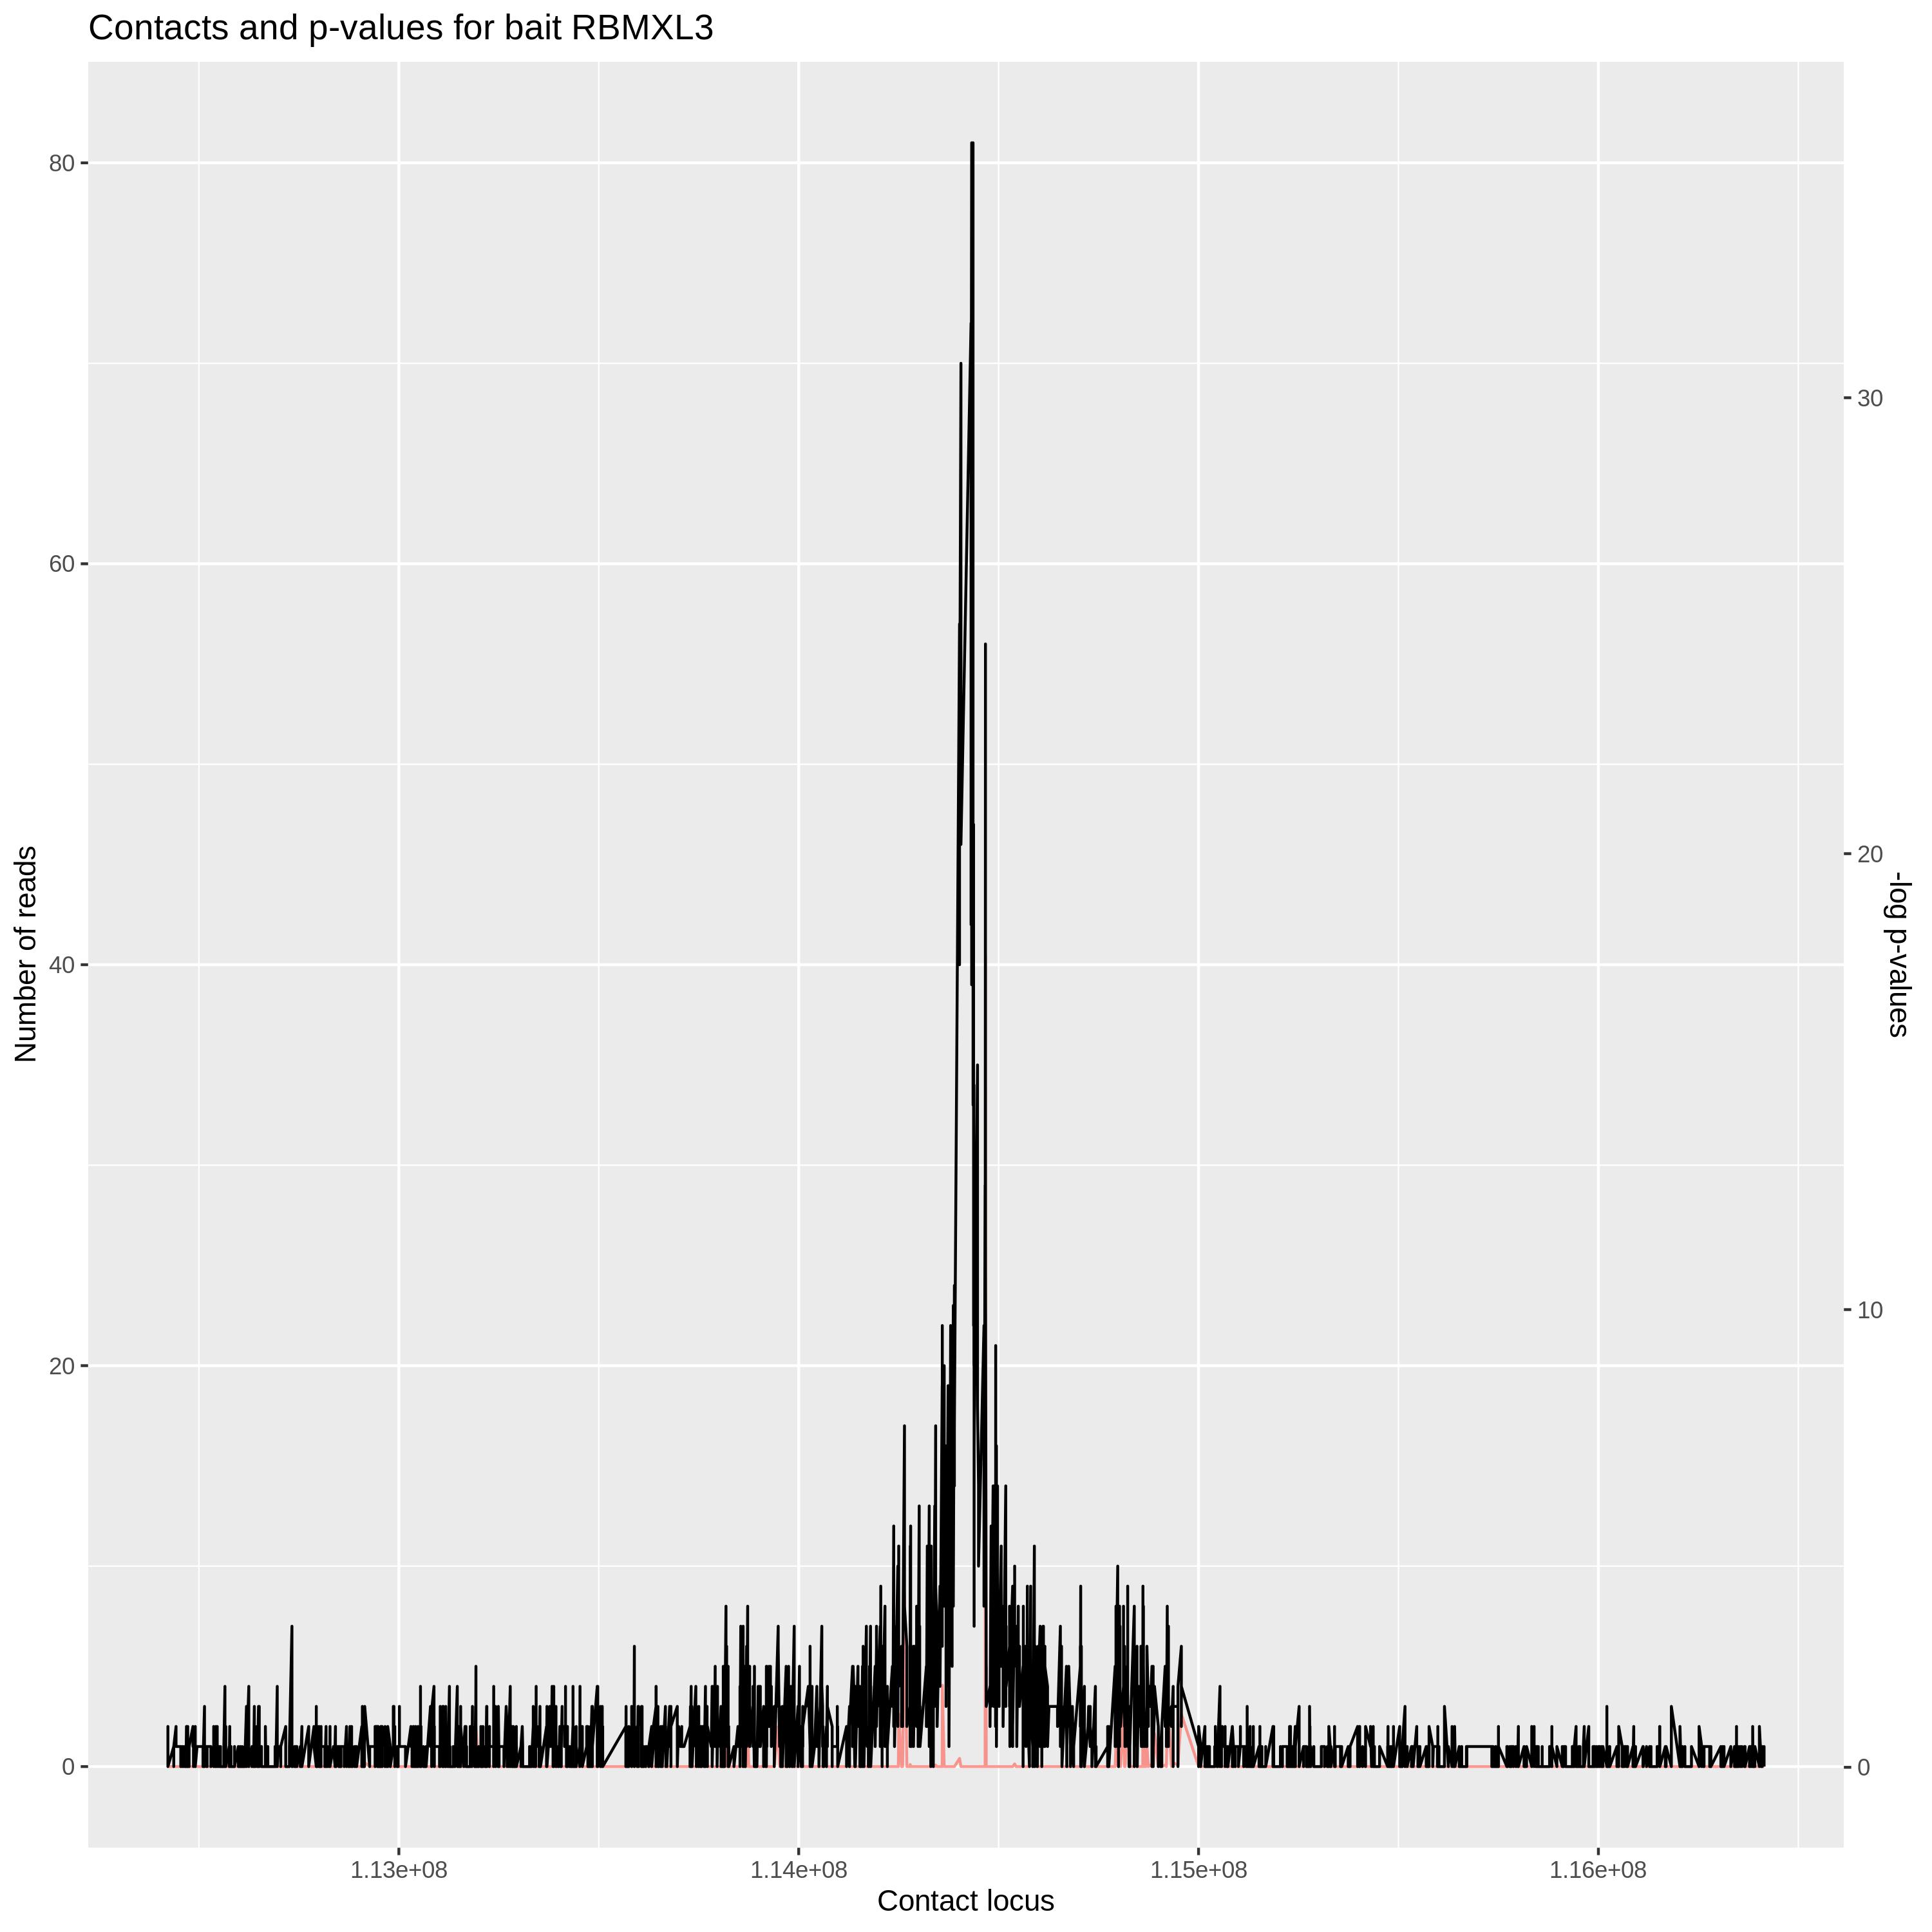 Contacts and p-values for bait RBMXL3
80
60
40
20
0
Number of reads
30
20
10
0
-log p-values
1.13e+08
1.14e+08
1.15e+08
1.16e+08
Contact locus